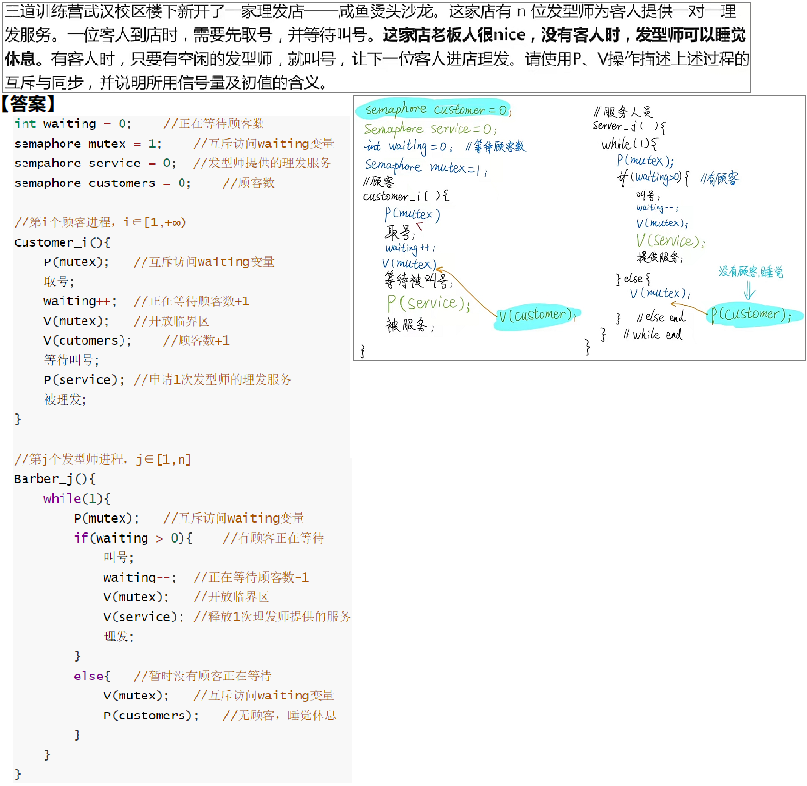 三道训练营武汉校区楼下新开了一家理发店——咸鱼烫头沙龙。这家店有 n 位发型师为客人提供一对一理
发服务。一位客人到店时，需要先取号，并等待叫号。这家店老板人很nice，没有客人时，发型师可以睡觉
休息。有客人时，只要有空闲的发型师，就叫号，让下一位客人进店理发。请使用P、V操作描述上述过程的
互斥与同步，并说明所用信号量及初值的含义。
【答案】
int waiting = 0; //正在等待顾客数
semaphore mutex = 1; //互斥访问waiting变量
sempahore service = 0; //发型师提供的理发服务
semaphore customers = 0; //顾客数
//第i个顾客进程，i∈[1,+∞)
Customer_i(){
P(mutex); //互斥访问waiting变量
取号;
waiting++; //正在等待顾客数+1
V(mutex); //开放临界区
V(cutomers); //顾客数+1
等待叫号;
P(service); //申请1次发型师的理发服务
被理发;
}
//第j个发型师进程，j∈[1,n]
Barber_j(){
while(1){
P(mutex); //互斥访问waiting变量
if(waiting > 0){ //有顾客正在等待
叫号;
waiting--; //正在等待顾客数-1
V(mutex); //开放临界区
V(service); //释放1次理发师提供的服务
理发;
}
else{ //暂时没有顾客正在等待
V(mutex); //互斥访问waiting变量
P(customers); //无顾客，睡觉休息
}
}
}
semaphore customer=0;
Semaphore service=0;
int waiting=0; //等待顾客数
Semaphore mutex=1;
//顾客
customer_i(){
P(mutex)
取号;
waiting++;
V(mutex)
等待被叫号;
P(service);
被服务;
}
V(customer);
//服务人员
Server_j(){
while(1){
P(mutex);
if(waiting>0){ //有顾客
叫号;
waiting--;
V(mutex);
V(service);
提供服务;
}else{
V(mutex);
} //else end
} //while end
}
没有顾客,睡觉
P(customer);